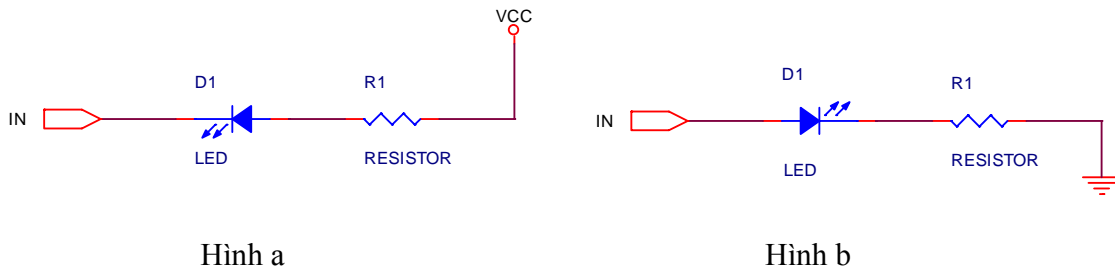 VCC
D1
R1
IN
LED
RESISTOR
Hình a
D1
R1
IN
LED
RESISTOR
Hình b